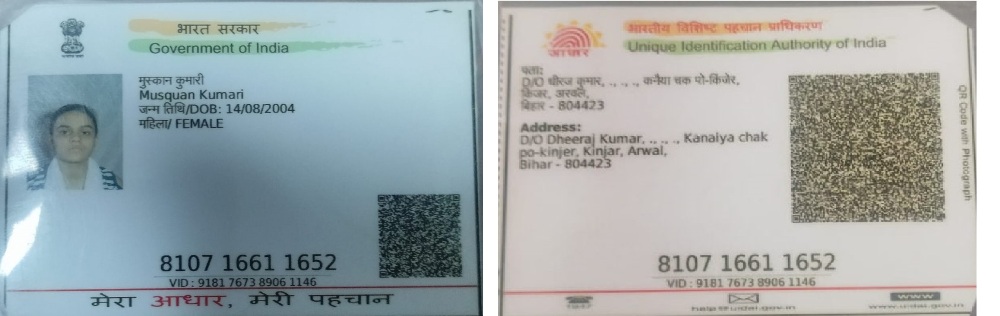 भारत सरकार
Government of India
मुस्कान कुमारी
Musquan Kumari
जन्म तिथि/DOB: 14/08/2004
महिला/ FEMALE
8107 1661 1652
VID : 9181 7673 8906 1146
मेरा आधार, मेरी पहचान
भारतीय विशिष्ट पहचान प्राधिकरण
Unique Identification Authority of India
आधार
पता:
D/O धीरज कुमार, ., ., ., कनैया चक पो-किंजेर,
किंजर, अरवल,
बिहार - 804423
Address:
D/O Dheeraj Kumar, ., ., ., Kanaiya chak
po-kinjer, Kinjar, Arwal,
Bihar - 804423
QR Code with Photograph
8107 1661 1652
VID : 9181 7673 8906 1146
help@uidai.gov.in
www
www.uidai.gov.in